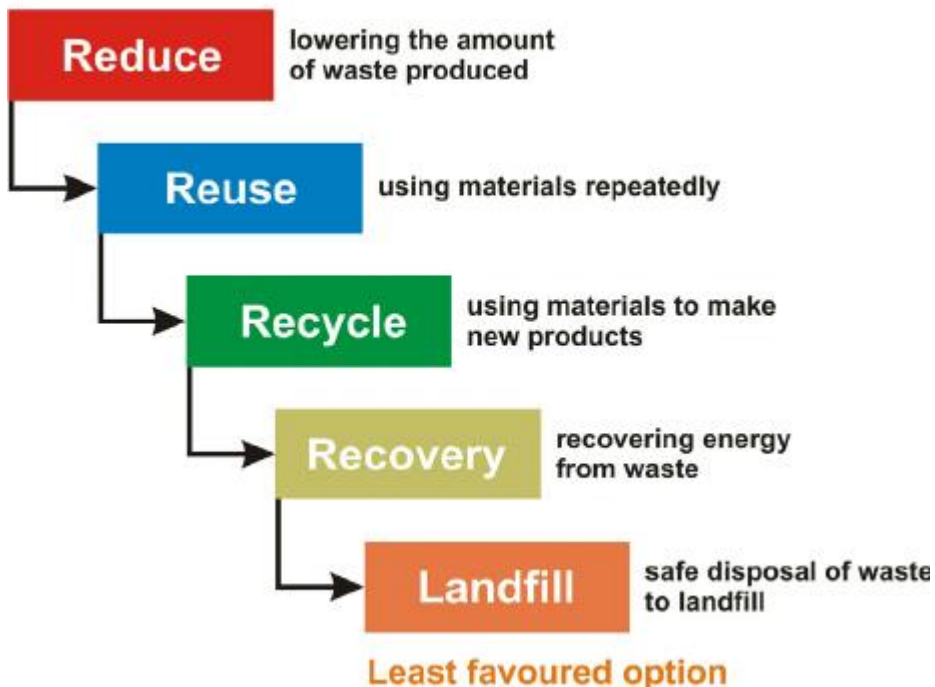 Reduce
lowering the amount
of waste produced
Reuse
using materials repeatedly
Recycle
using materials to make
new products
Recovery
recovering energy
from waste
Landfill
safe disposal of waste
to landfill
Least favoured option